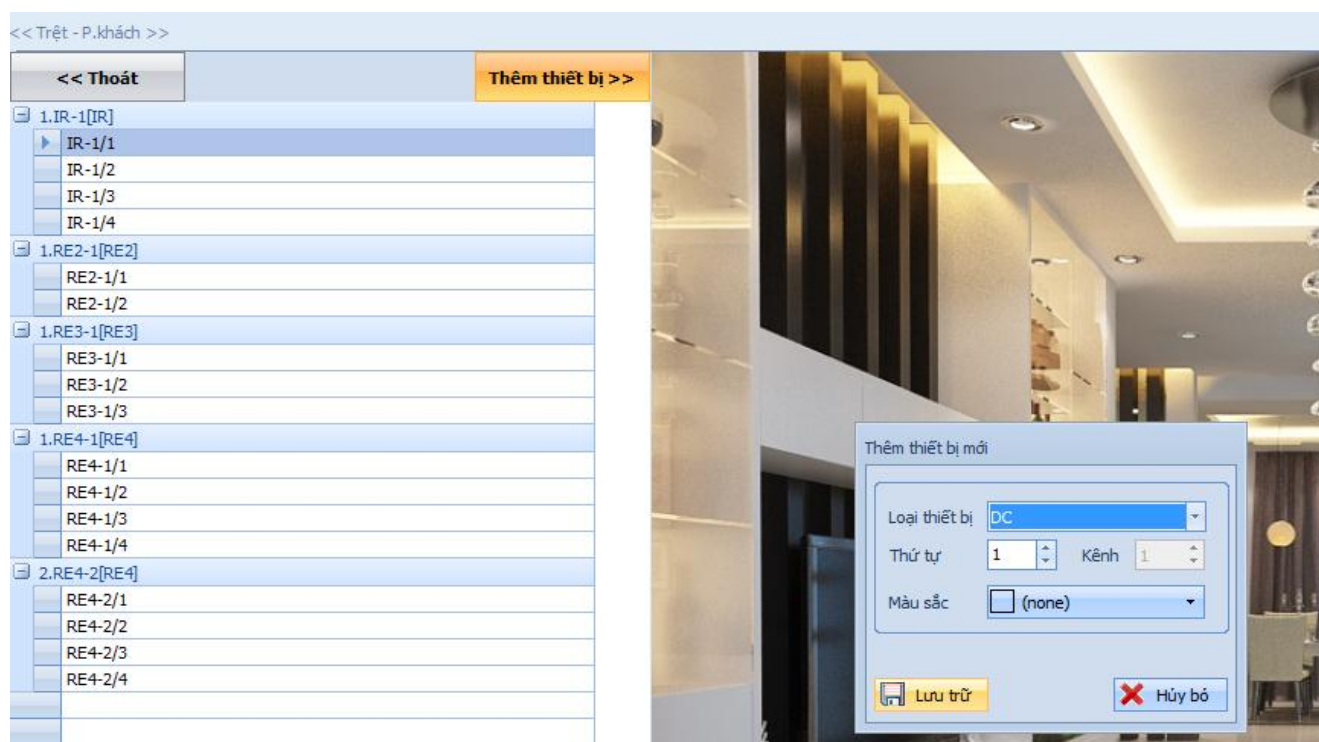 << Trệt - P.khách >>
<< Thoát
Thêm thiết bị >>
1.IR-1[IR]
IR-1/1
IR-1/2
IR-1/3
IR-1/4
1.RE2-1[RE2]
RE2-1/1
RE2-1/2
1.RE3-1[RE3]
RE3-1/1
RE3-1/2
RE3-1/3
1.RE4-1[RE4]
RE4-1/1
RE4-1/2
RE4-1/3
RE4-1/4
2.RE4-2[RE4]
RE4-2/1
RE4-2/2
RE4-2/3
RE4-2/4
Thêm thiết bị mới
Loại thiết bị DC
Thứ tự 1 Kênh 1
Màu sắc (none)
Lưu trữ Hủy bỏ